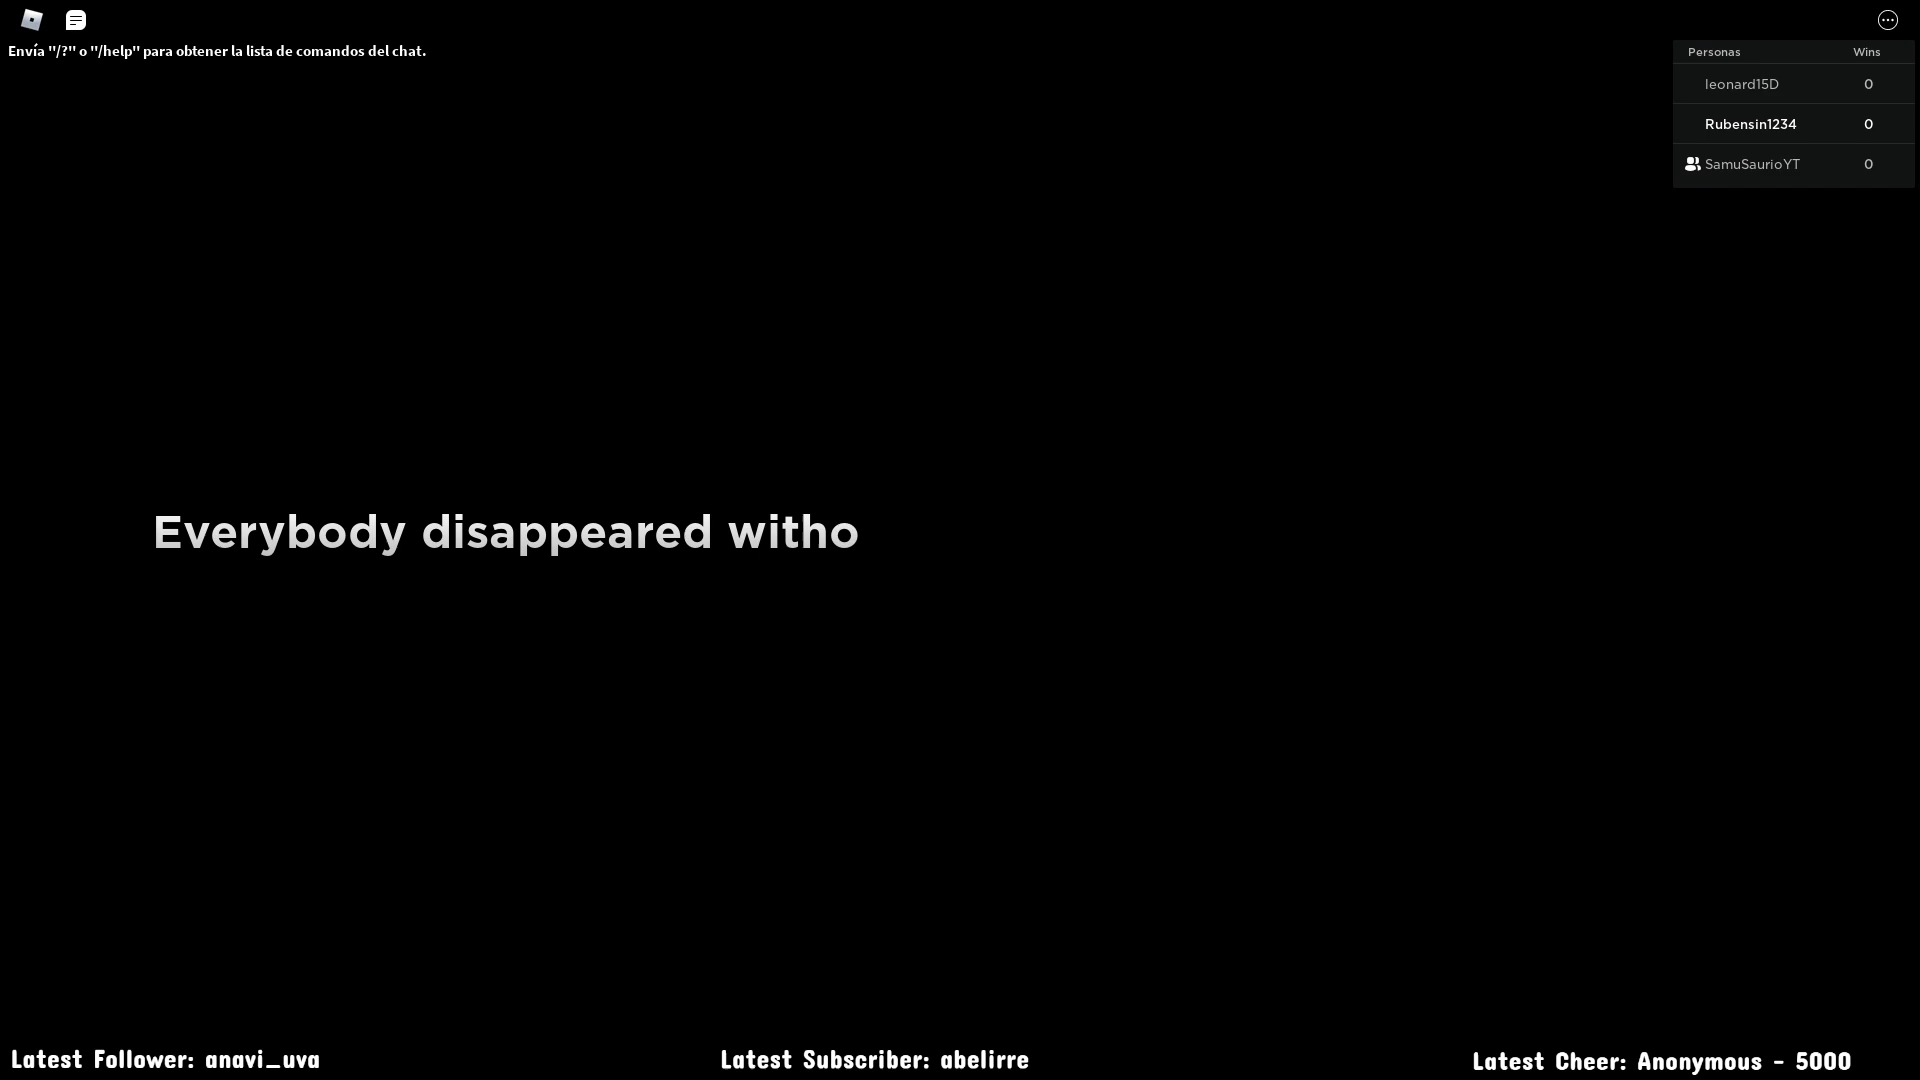 Envía "/?" o "/help" para obtener la lista de comandos del chat.
Personas Wins
leonard15D 0
Rubensin1234 0
SamuSaurioYT 0
Everybody disappeared witho
Latest Follower: anavi_uva
Latest Subscriber: abelirre
Latest Cheer: Anonymous - 5000